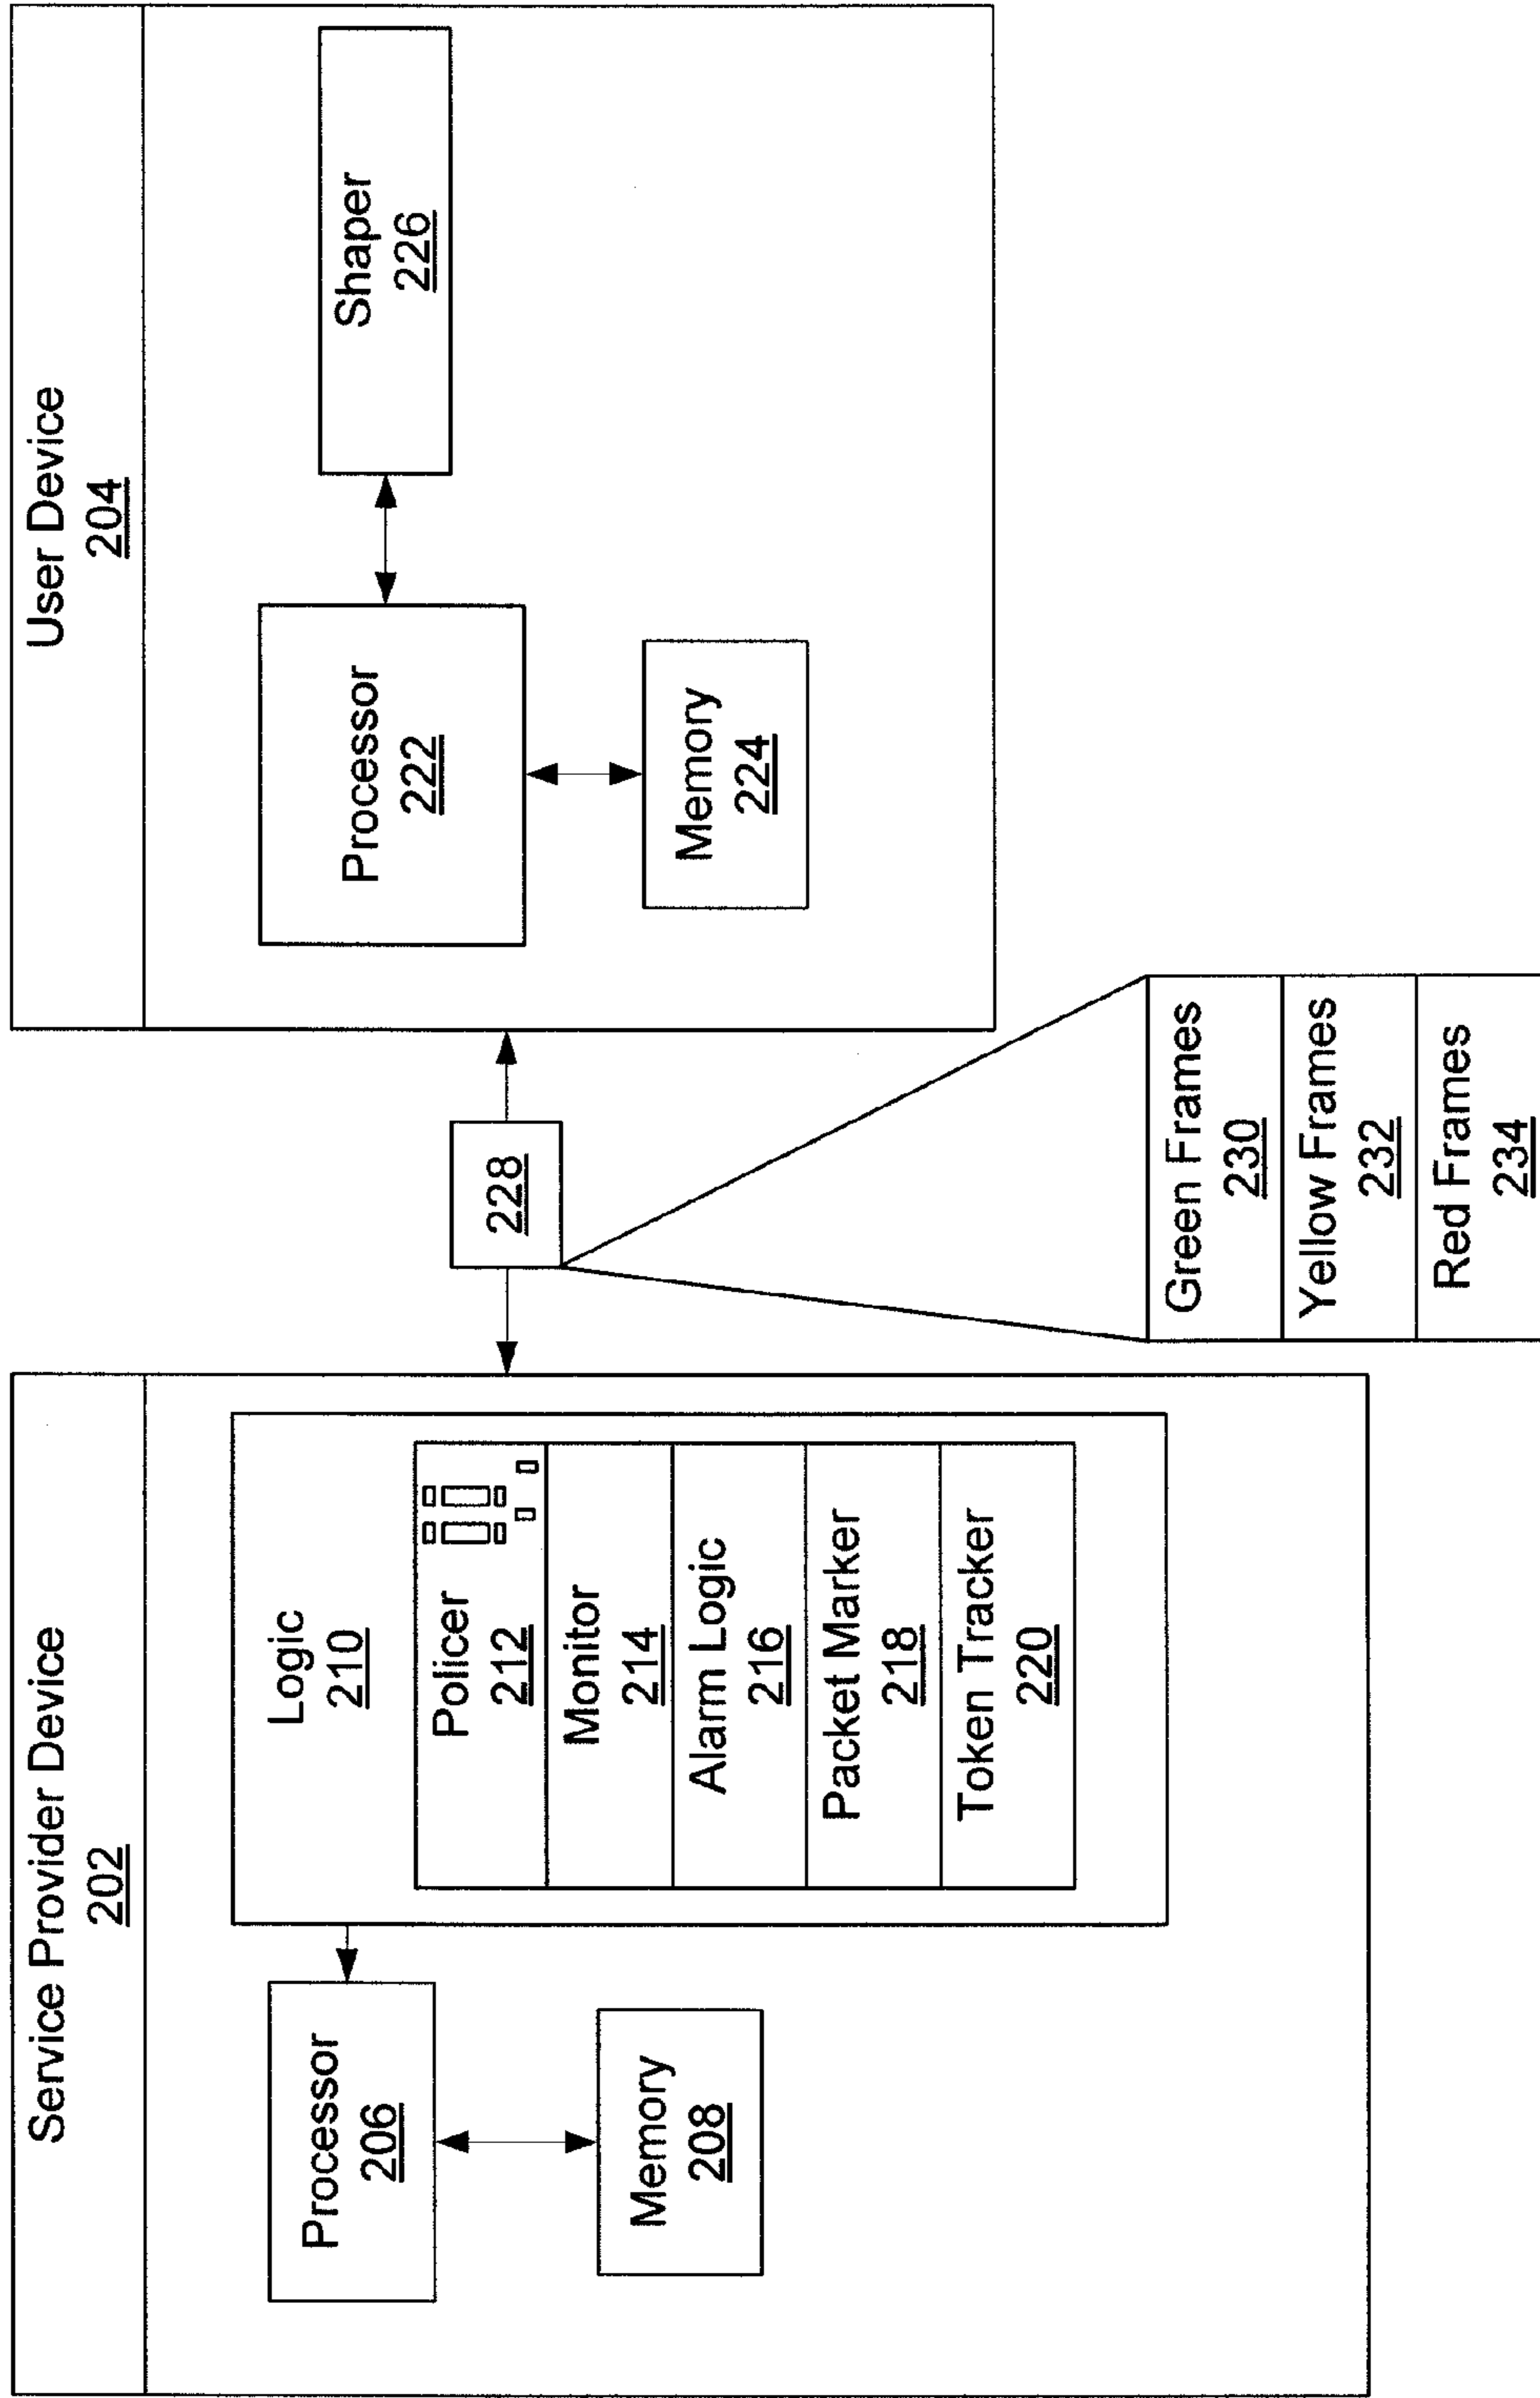 Service Provider Device
202
Processor
206
Memory
208
Logic
210
Policer
212
Monitor
214
Alarm Logic
216
Packet Marker
218
Token Tracker
220
228
Green Frames
230
Yellow Frames
232
Red Frames
234
User Device
204
Processor
222
Memory
224
Shaper
226